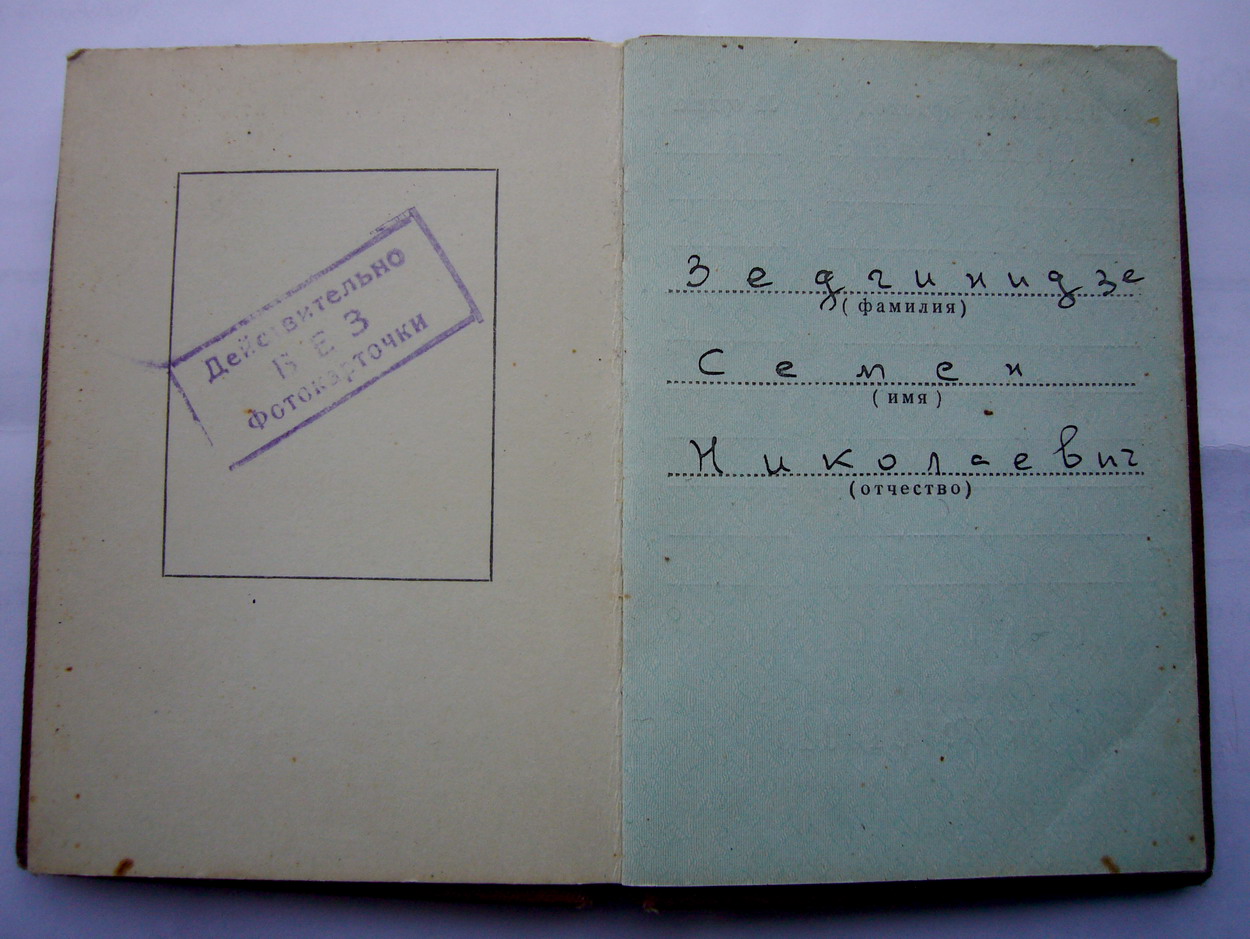 Действительно
БЕЗ
фотокарточки
Зедгинидзе
(фамилия)
Семен
(имя)
Николаевич
(отчество)